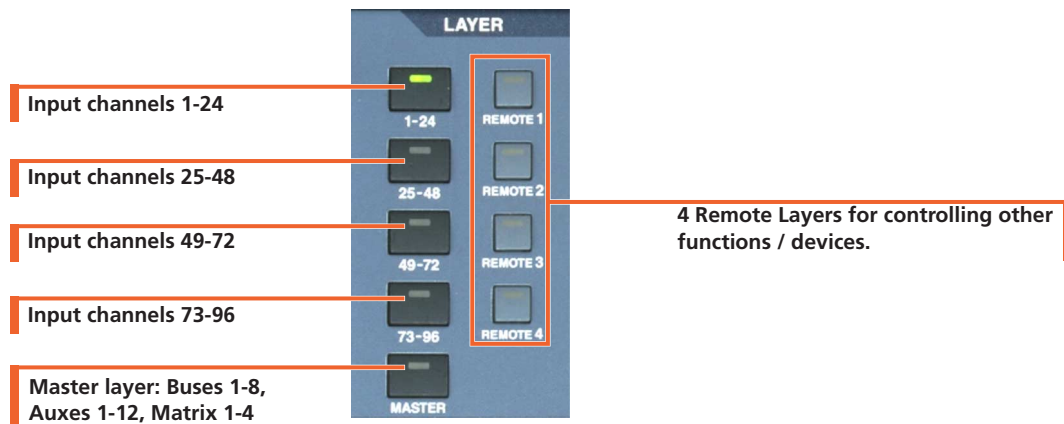 LAYER
Input channels 1-24
1-24
REMOTE 1
Input channels 25-48
25-48
REMOTE 2
4 Remote Layers for controlling other
functions / devices.
Input channels 49-72
49-72
REMOTE 3
Input channels 73-96
73-96
REMOTE 4
Master layer: Buses 1-8,
Auxes 1-12, Matrix 1-4
MASTER